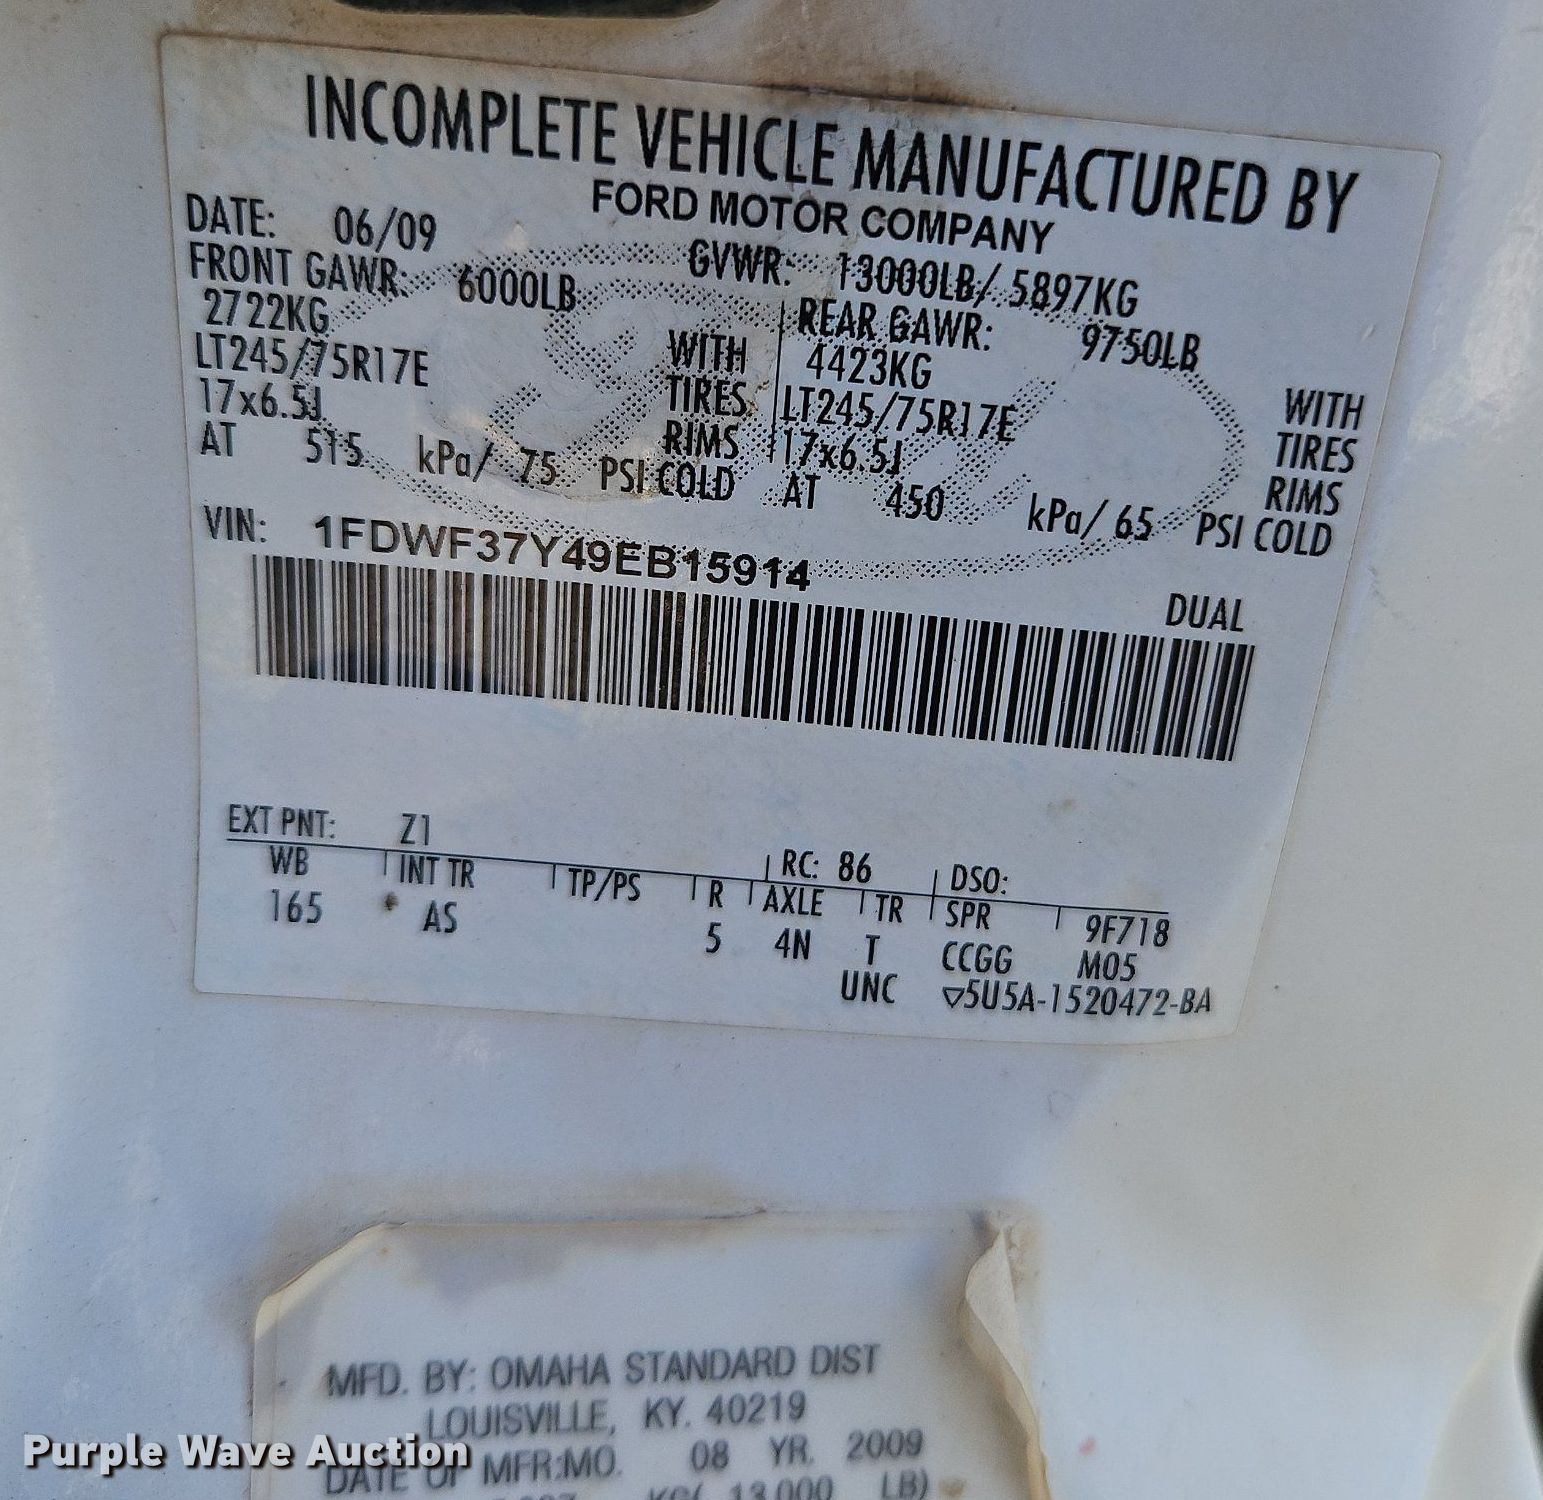 INCOMPLETE VEHICLE MANUFACTURED BY
FORD MOTOR COMPANY
DATE: 06/09 GVWR: 13000LB/ 5897KG
FRONT GAWR: 6000LB REAR GAWR: 9750LB
2722KG WITH 4423KG WITH
LT245/75R17E TIRES LT245/75R17E TIRES
17x6.5J RIMS 17x6.5J RIMS
AT 515 kPa/ 75 PSI COLD AT 450 kPa/ 65 PSI COLD
VIN: 1FDWF37Y49EB15914
DUAL
EXT PNT: Z1 RC: 86 DSO:
WB INT TR TP/PS R AXLE TR SPR 9F718
165 AS 5 4N T CCGG M05
UNC ▽5U5A-1520472-BA
MFD. BY: OMAHA STANDARD DIST
LOUISVILLE, KY. 40219
DATE OF MFR:MO. 08 YR. 2009
KG( 13,000 LB)
Purple Wave Auction